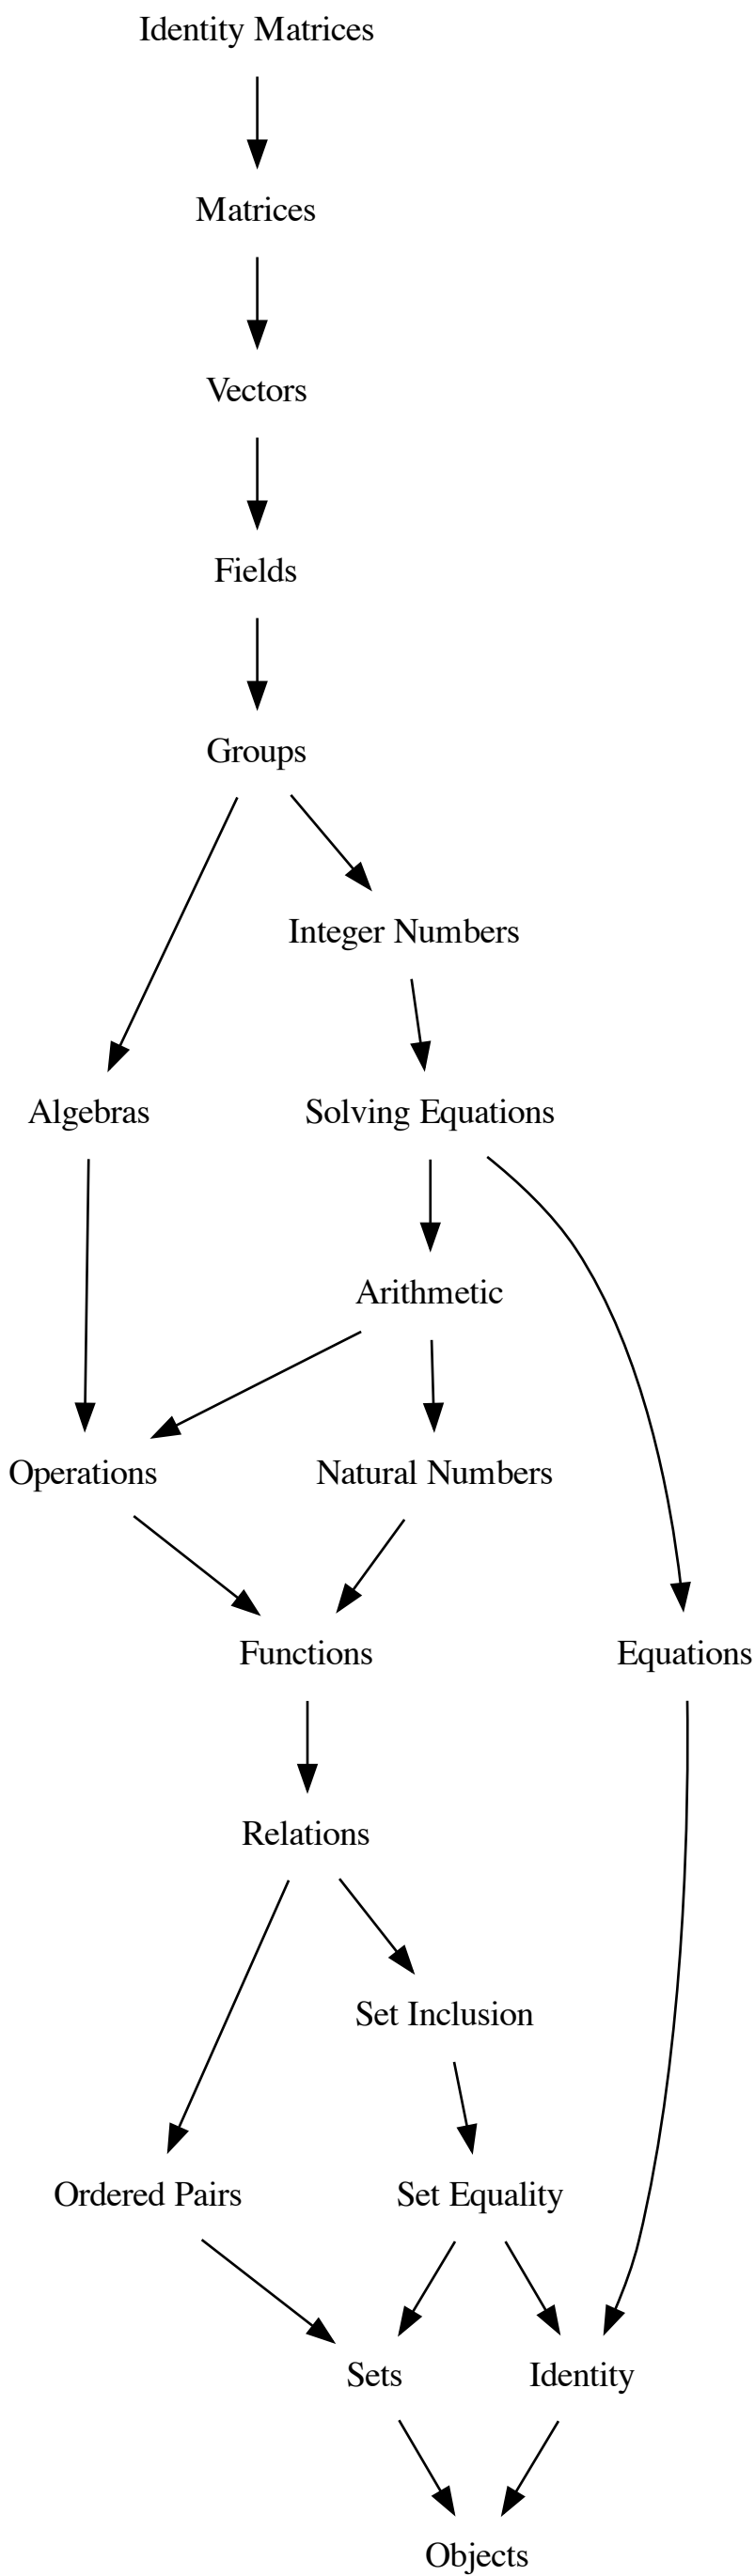 Identity Matrices
Matrices
Vectors
Fields
Groups
Integer Numbers
Algebras
Solving Equations
Arithmetic
Operations
Natural Numbers
Functions
Equations
Relations
Set Inclusion
Ordered Pairs
Set Equality
Sets
Identity
Objects